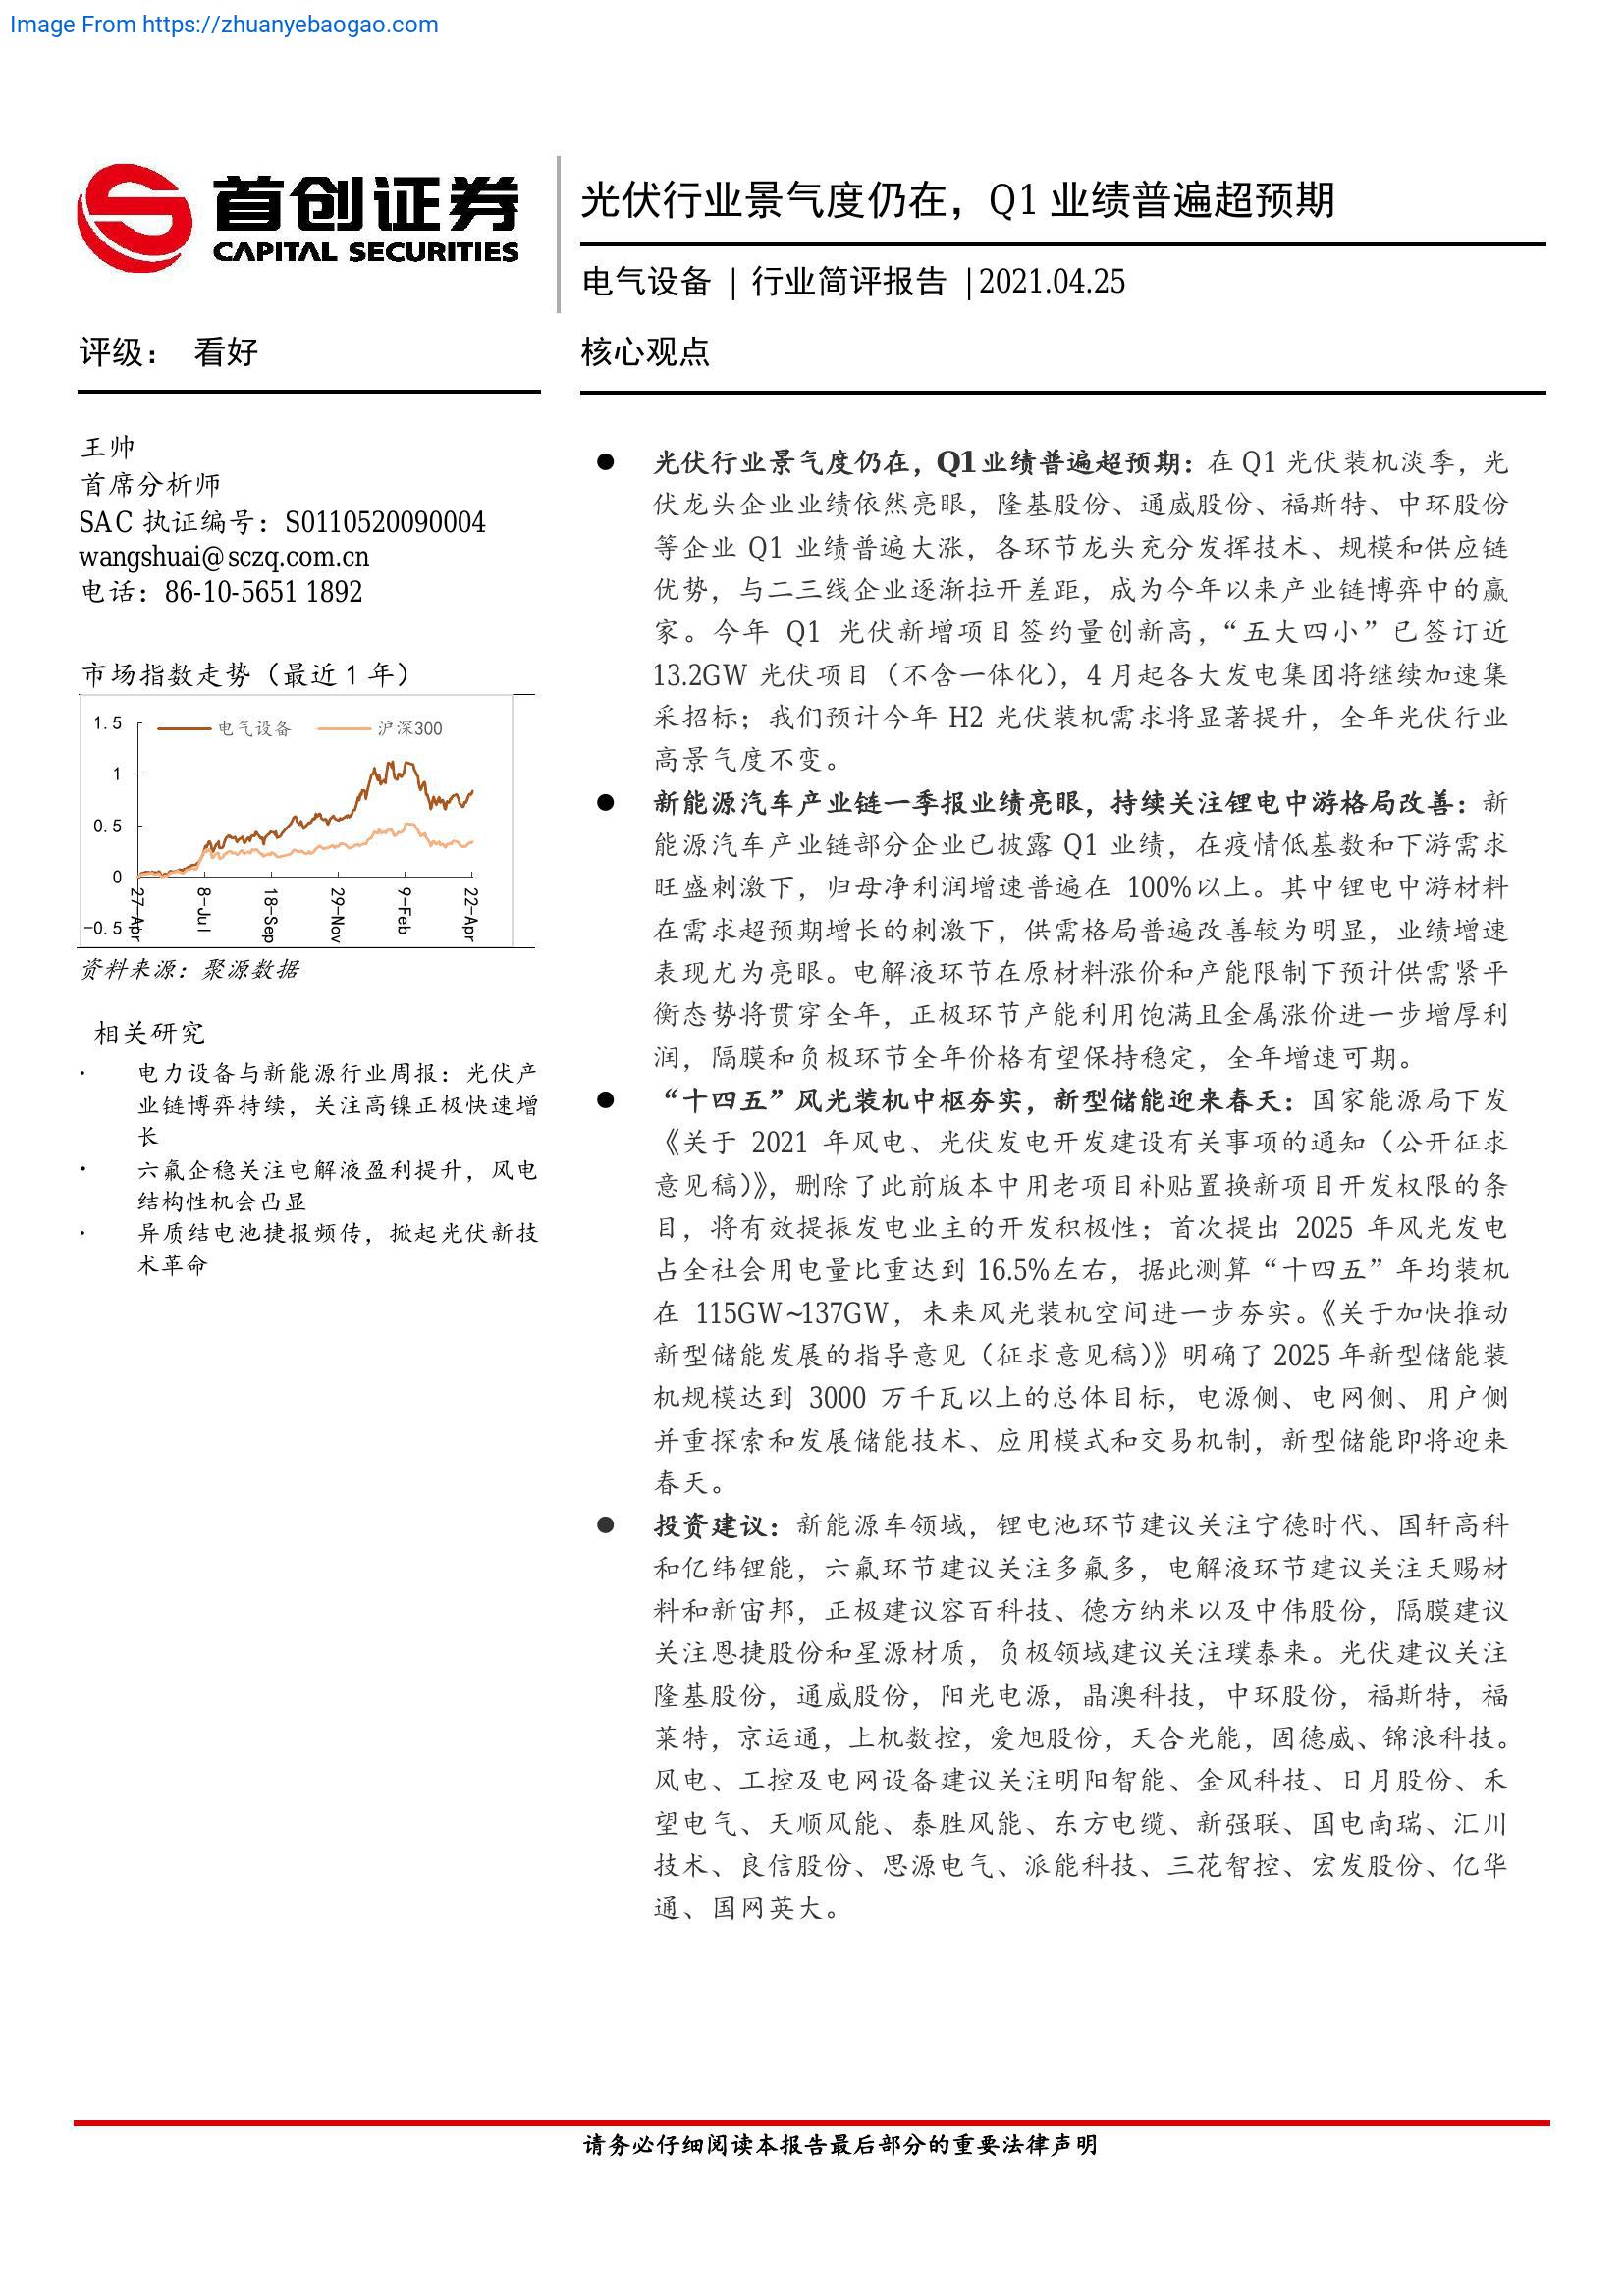 Image From https://zhuanyebaogao.com
首创证券
CAPITAL SECURITIES
光伏行业景气度仍在，Q1 业绩普遍超预期
电气设备 | 行业简评报告 | 2021.04.25
评级： 看好
核心观点
王帅
首席分析师
SAC 执证编号：S0110520090004
wangshuai@sczq.com.cn
电话：86-10-5651 1892
市场指数走势（最近 1 年）
电气设备 沪深300
1.5
1
0.5
0
-0.5
27-Apr
8-Jul
18-Sep
29-Nov
9-Feb
22-Apr
资料来源：聚源数据
相关研究
· 电力设备与新能源行业周报：光伏产
业链博弈持续，关注高镍正极快速增
长
· 六氟企稳关注电解液盈利提升，风电
结构性机会凸显
· 异质结电池捷报频传，掀起光伏新技
术革命
● 光伏行业景气度仍在，Q1 业绩普遍超预期：在 Q1 光伏装机淡季，光
伏龙头企业业绩依然亮眼，隆基股份、通威股份、福斯特、中环股份
等企业 Q1 业绩普遍大涨，各环节龙头充分发挥技术、规模和供应链
优势，与二三线企业逐渐拉开差距，成为今年以来产业链博弈中的赢
家。今年 Q1 光伏新增项目签约量创新高，“五大四小”已签订近
13.2GW 光伏项目（不含一体化），4 月起各大发电集团将继续加速集
采招标；我们预计今年 H2 光伏装机需求将显著提升，全年光伏行业
高景气度不变。
● 新能源汽车产业链一季报业绩亮眼，持续关注锂电中游格局改善：新
能源汽车产业链部分企业已披露 Q1 业绩，在疫情低基数和下游需求
旺盛刺激下，归母净利润增速普遍在 100%以上。其中锂电中游材料
在需求超预期增长的刺激下，供需格局普遍改善较为明显，业绩增速
表现尤为亮眼。电解液环节在原材料涨价和产能限制下预计供需紧平
衡态势将贯穿全年，正极环节产能利用饱满且金属涨价进一步增厚利
润，隔膜和负极环节全年价格有望保持稳定，全年增速可期。
● “十四五”风光装机中枢夯实，新型储能迎来春天：国家能源局下发
《关于 2021 年风电、光伏发电开发建设有关事项的通知（公开征求
意见稿）》，删除了此前版本中用老项目补贴置换新项目开发权限的条
目，将有效提振发电业主的开发积极性；首次提出 2025 年风光发电
占全社会用电量比重达到 16.5%左右，据此测算“十四五”年均装机
在 115GW~137GW，未来风光装机空间进一步夯实。《关于加快推动
新型储能发展的指导意见（征求意见稿）》明确了 2025 年新型储能装
机规模达到 3000 万千瓦以上的总体目标，电源侧、电网侧、用户侧
并重探索和发展储能技术、应用模式和交易机制，新型储能即将迎来
春天。
● 投资建议：新能源车领域，锂电池环节建议关注宁德时代、国轩高科
和亿纬锂能，六氟环节建议关注多氟多，电解液环节建议关注天赐材
料和新宙邦，正极建议容百科技、德方纳米以及中伟股份，隔膜建议
关注恩捷股份和星源材质，负极领域建议关注璞泰来。光伏建议关注
隆基股份，通威股份，阳光电源，晶澳科技，中环股份，福斯特，福
莱特，京运通，上机数控，爱旭股份，天合光能，固德威、锦浪科技。
风电、工控及电网设备建议关注明阳智能、金风科技、日月股份、禾
望电气、天顺风能、泰胜风能、东方电缆、新强联、国电南瑞、汇川
技术、良信股份、思源电气、派能科技、三花智控、宏发股份、亿华
通、国网英大。
请务必仔细阅读本报告最后部分的重要法律声明